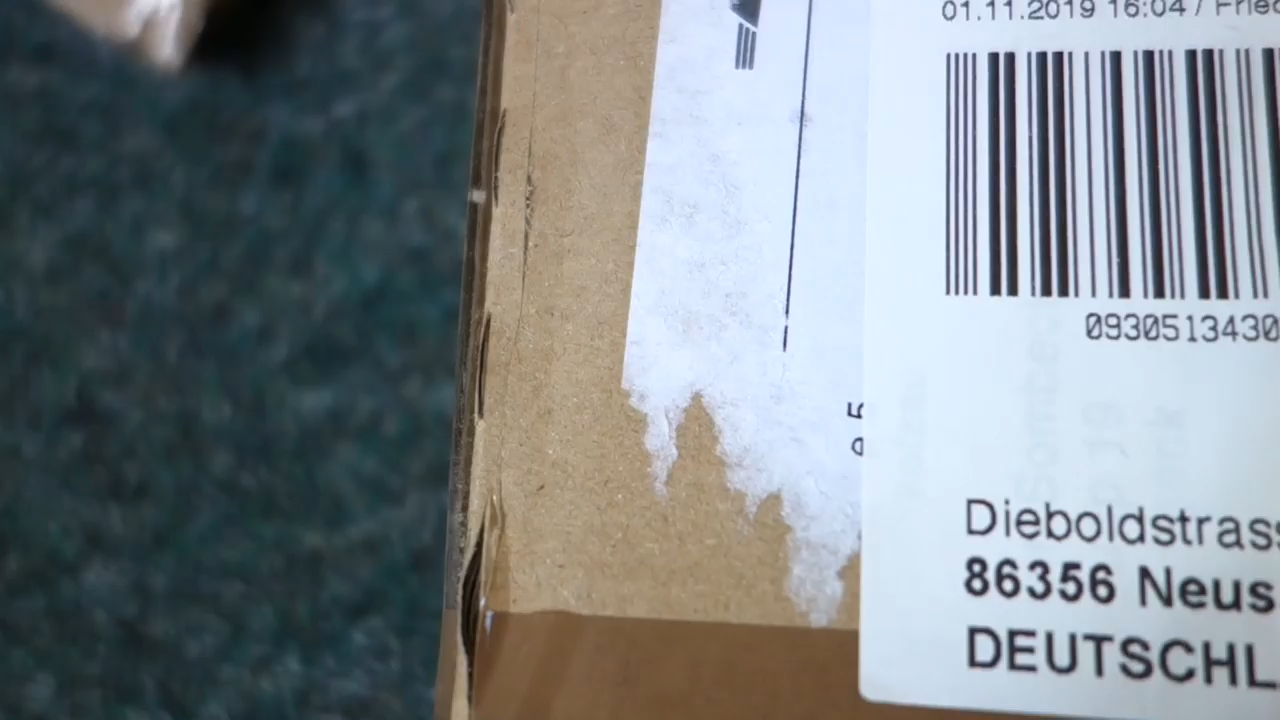 01.11.2019 16:04 / Fried
0930513430
Dieboldstrass
86356 Neus
DEUTSCHL